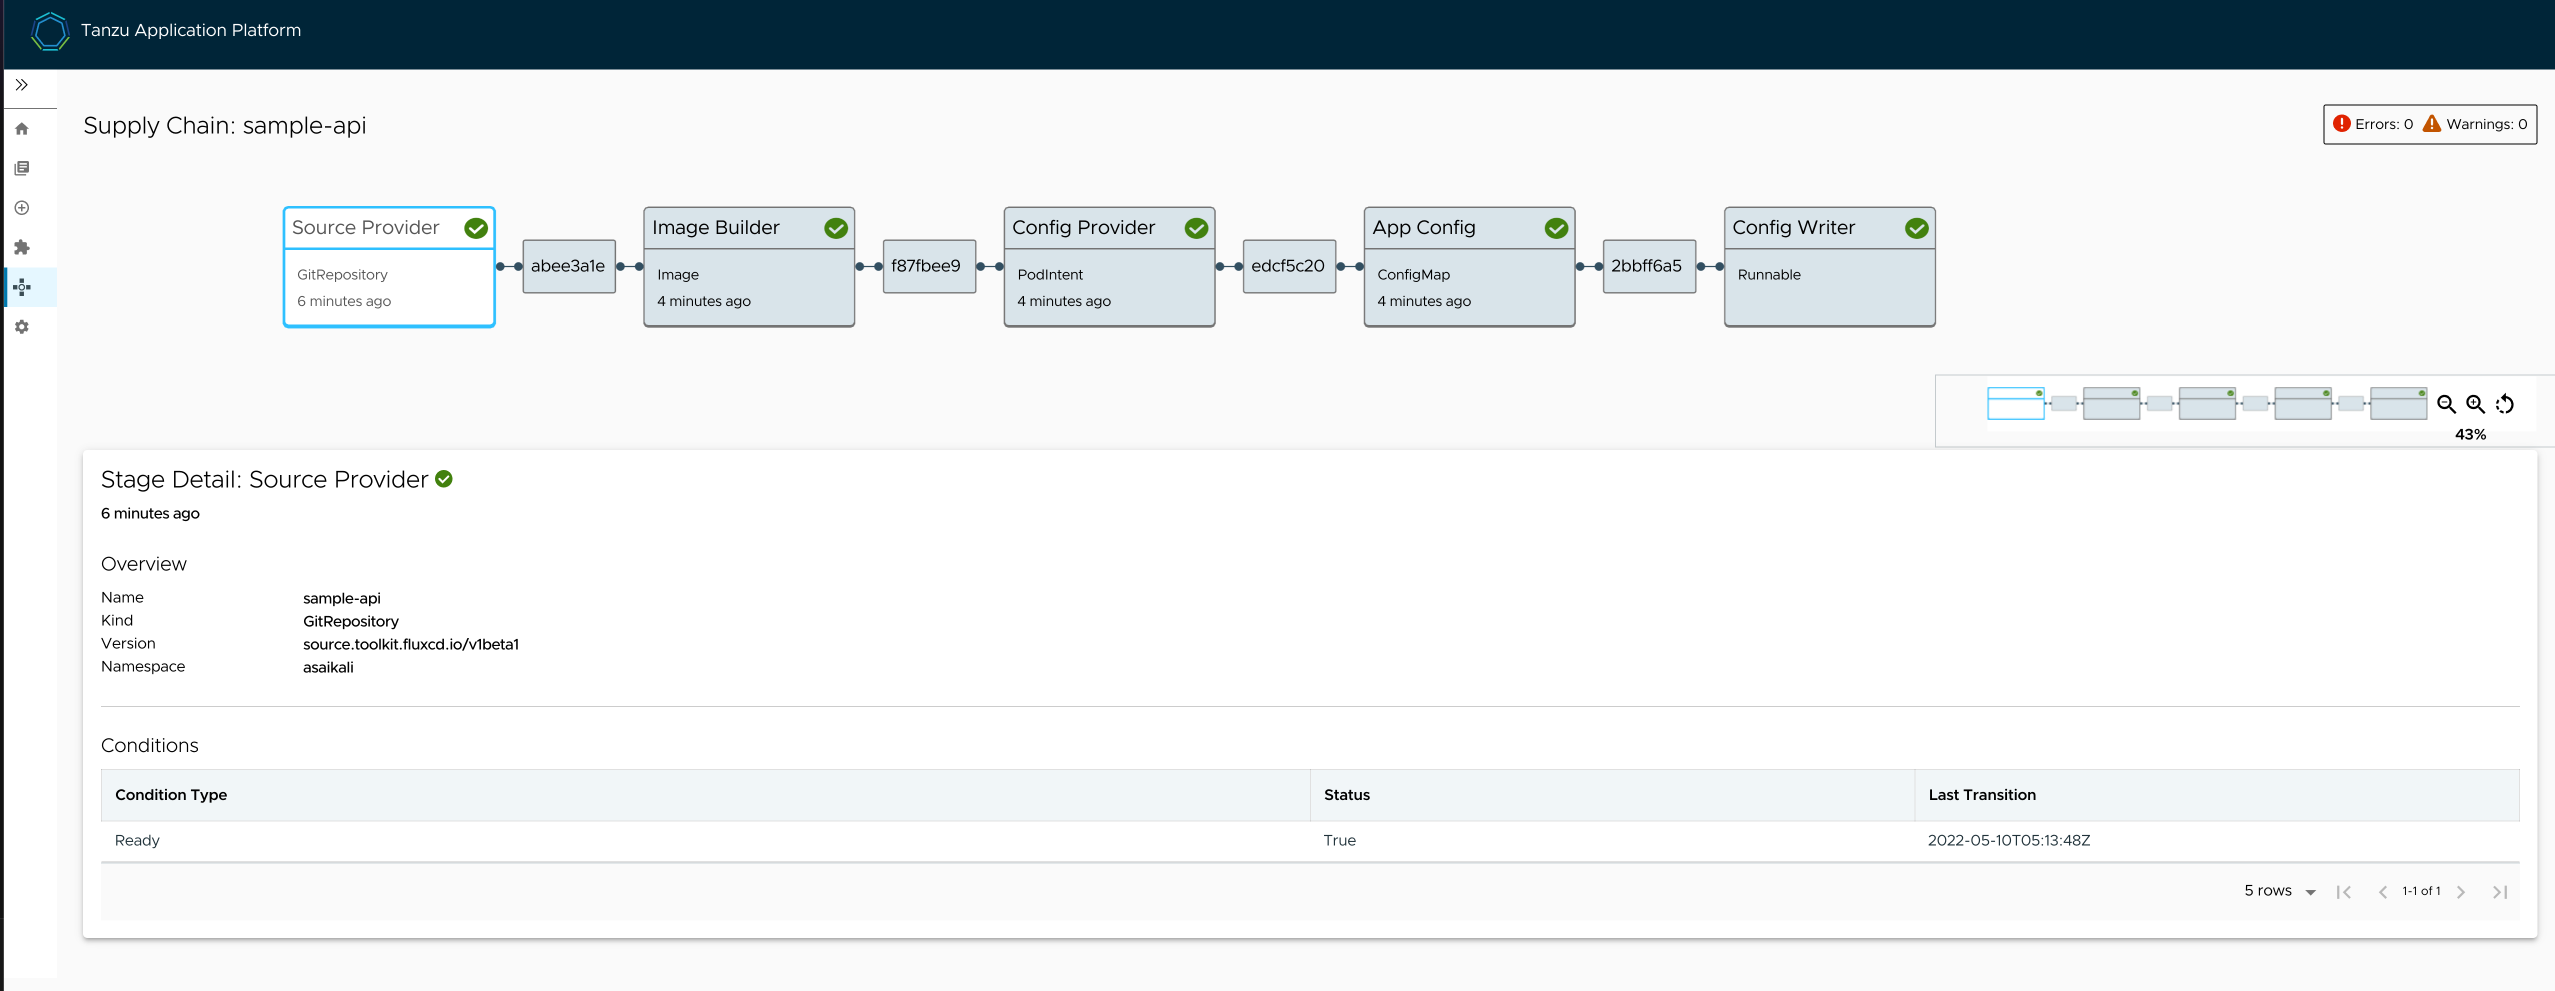 Tanzu Application Platform
Supply Chain: sample-api
Errors: 0 Warnings: 0
Source Provider
GitRepository
6 minutes ago
abee3a1e
Image Builder
Image
4 minutes ago
f87fbee9
Config Provider
PodIntent
4 minutes ago
edcf5c20
App Config
ConfigMap
4 minutes ago
2bbff6a5
Config Writer
Runnable
43%
Stage Detail: Source Provider
6 minutes ago
Overview
Name sample-api
Kind GitRepository
Version source.toolkit.fluxcd.io/v1beta1
Namespace asaikali
Conditions
Condition Type Status Last Transition
Ready True 2022-05-10T05:13:48Z
5 rows 1-1 of 1